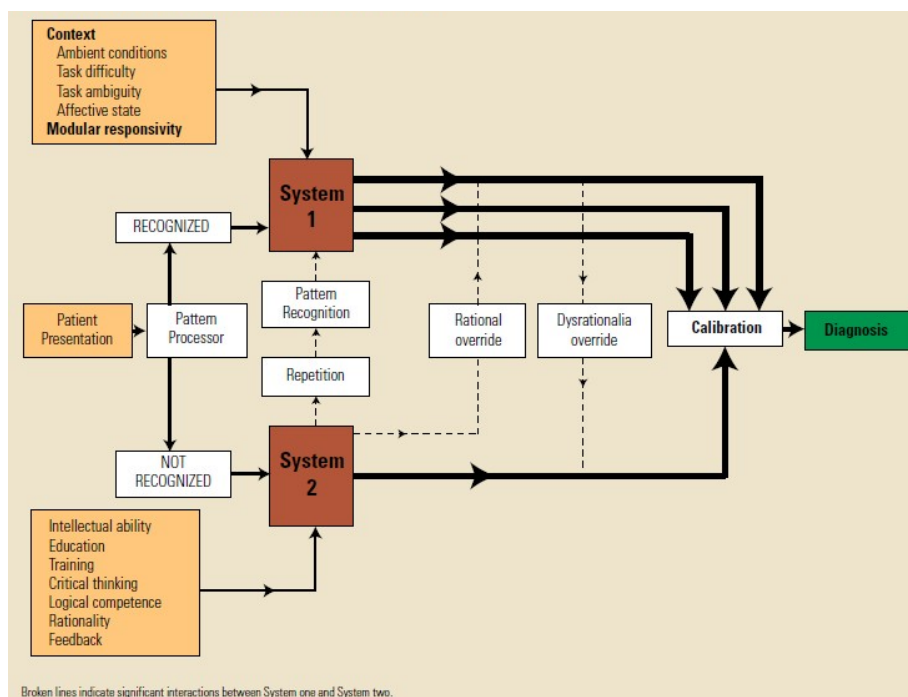 Context
Ambient conditions
Task difficulty
Task ambiguity
Affective state
Modular responsivity
System
1
RECOGNIZED
Patient
Presentation
Pattern
Processor
Pattern
Recognition
Repetition
Rational
override
Dysrationalia
override
Calibration
Diagnosis
NOT
RECOGNIZED
System
2
Intellectual ability
Education
Training
Critical thinking
Logical competence
Rationality
Feedback
Broken lines indicate significant interactions between System one and System two.